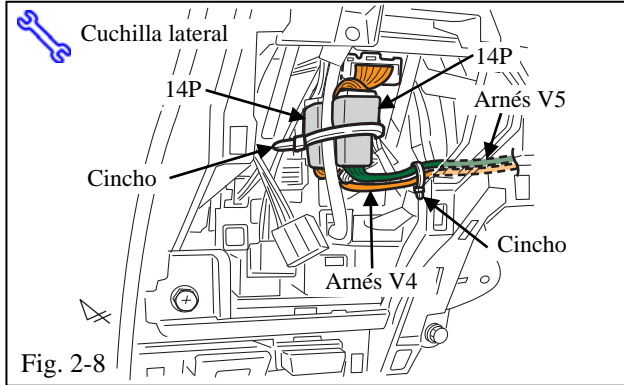 Cuchilla lateral
14P
14P
Arnés V5
Cincho
Cincho
Arnés V4
Fig. 2-8